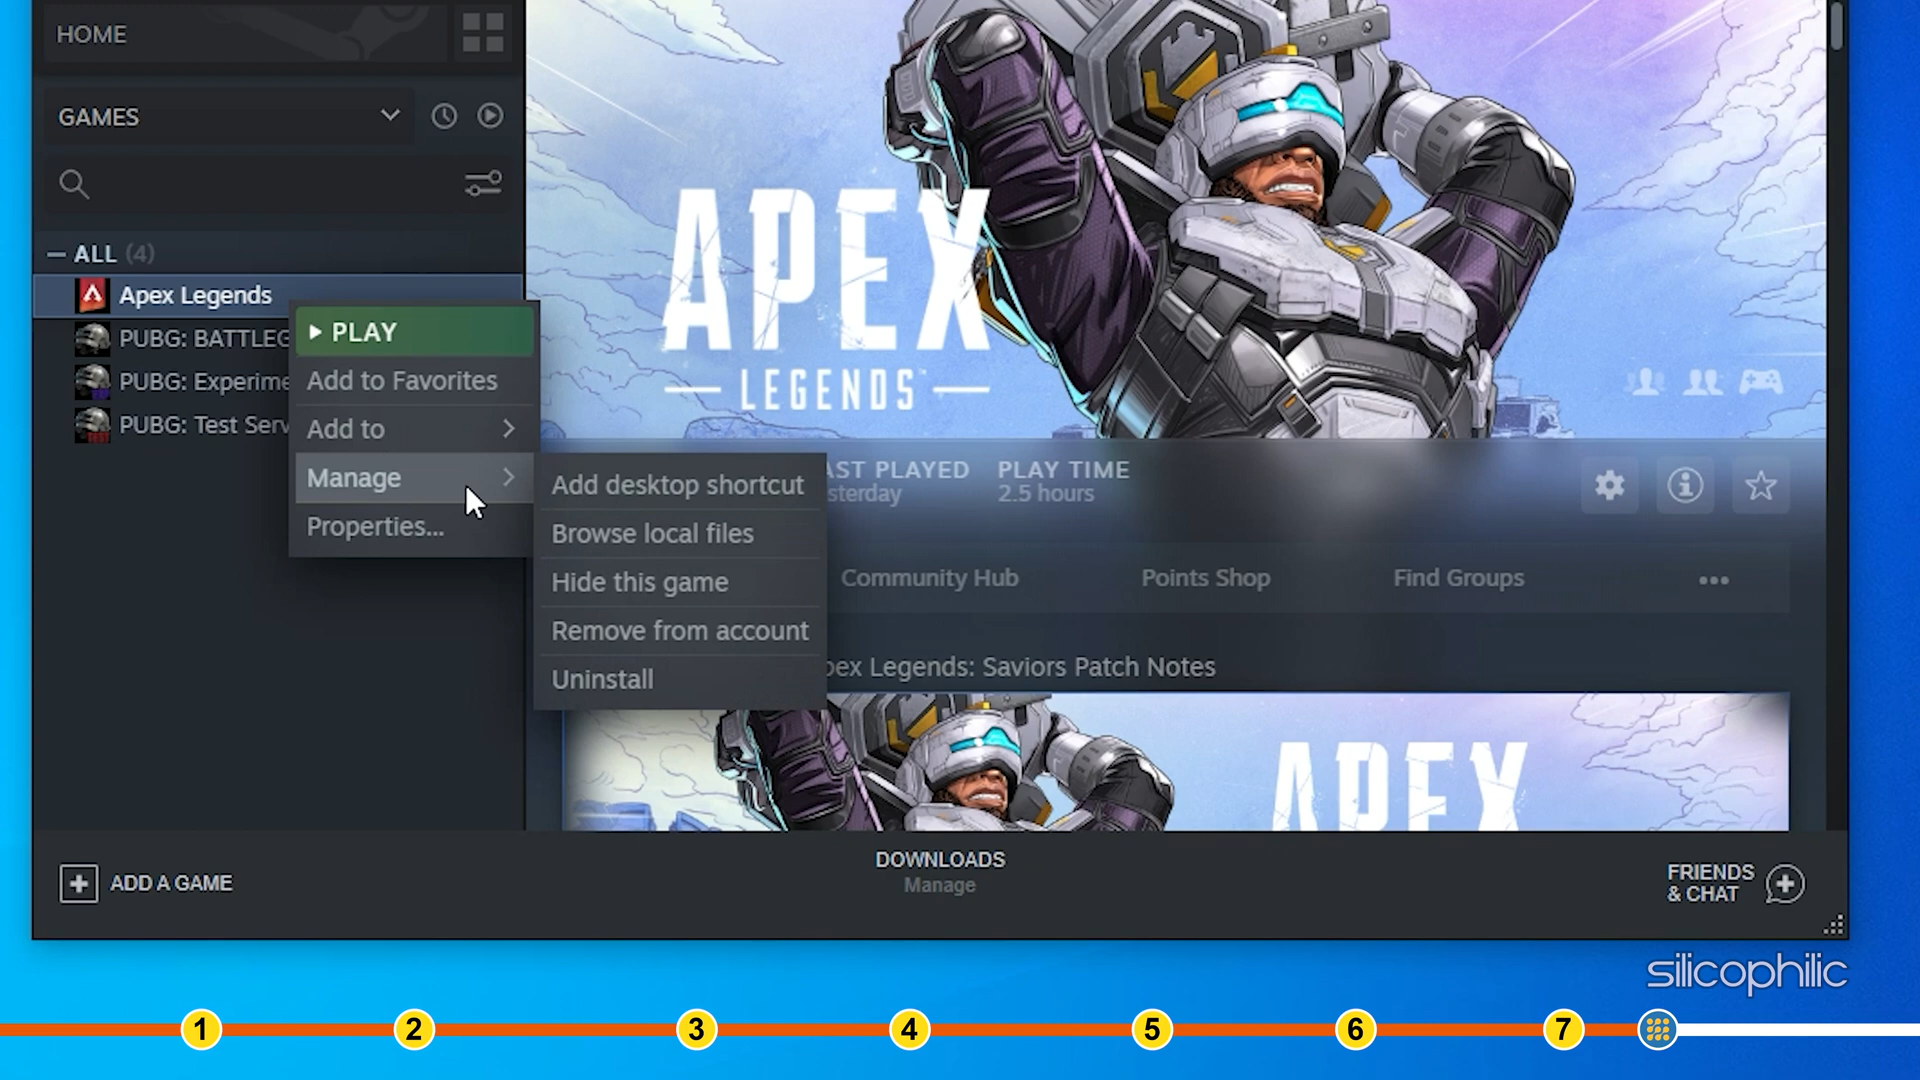 HOME
GAMES
ALL (4)
Apex Legends
PUBG: BATTLEG
PUBG: Experime
PUBG: Test Serv
TEST
PLAY
Add to Favorites
Add to
Manage
Properties...
Add desktop shortcut
Browse local files
Hide this game
Remove from account
Uninstall
APEX
LEGENDS
AST PLAYED
sterday
PLAY TIME
2.5 hours
Community Hub
Points Shop
Find Groups
pex Legends: Saviors Patch Notes
APEX
ADD A GAME
DOWNLOADS
Manage
FRIENDS
& CHAT
silicophilic
1 2 3 4 5 6 7